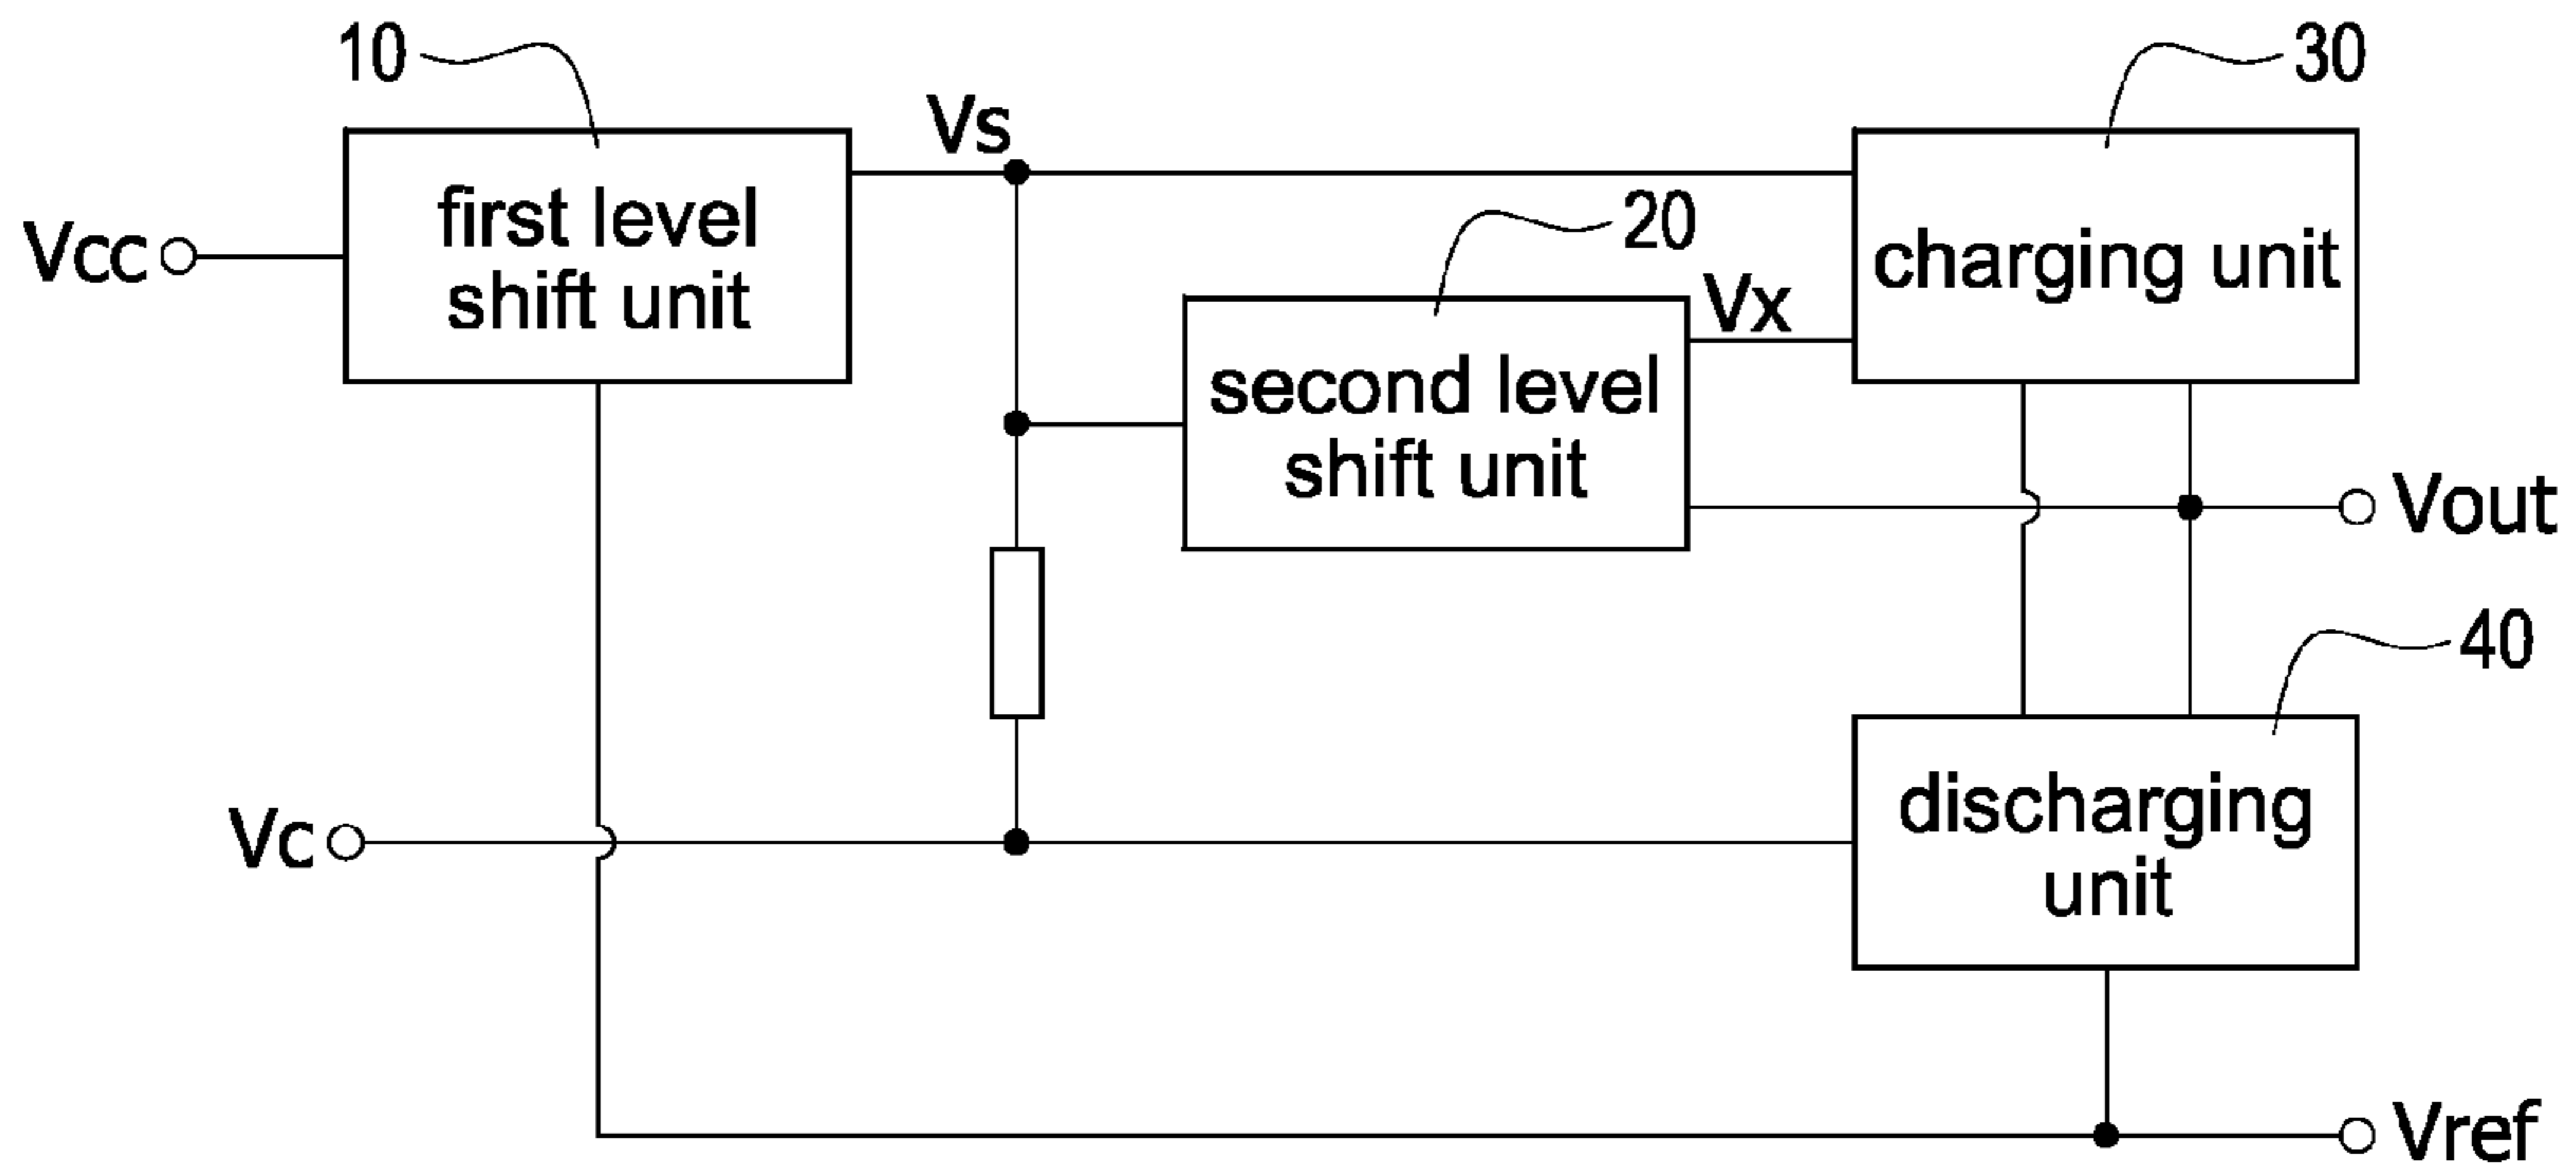 10
30
Vs
20
Vcc
first level
shift unit
charging unit
Vx
second level
shift unit
Vout
40
Vc
discharging
unit
Vref